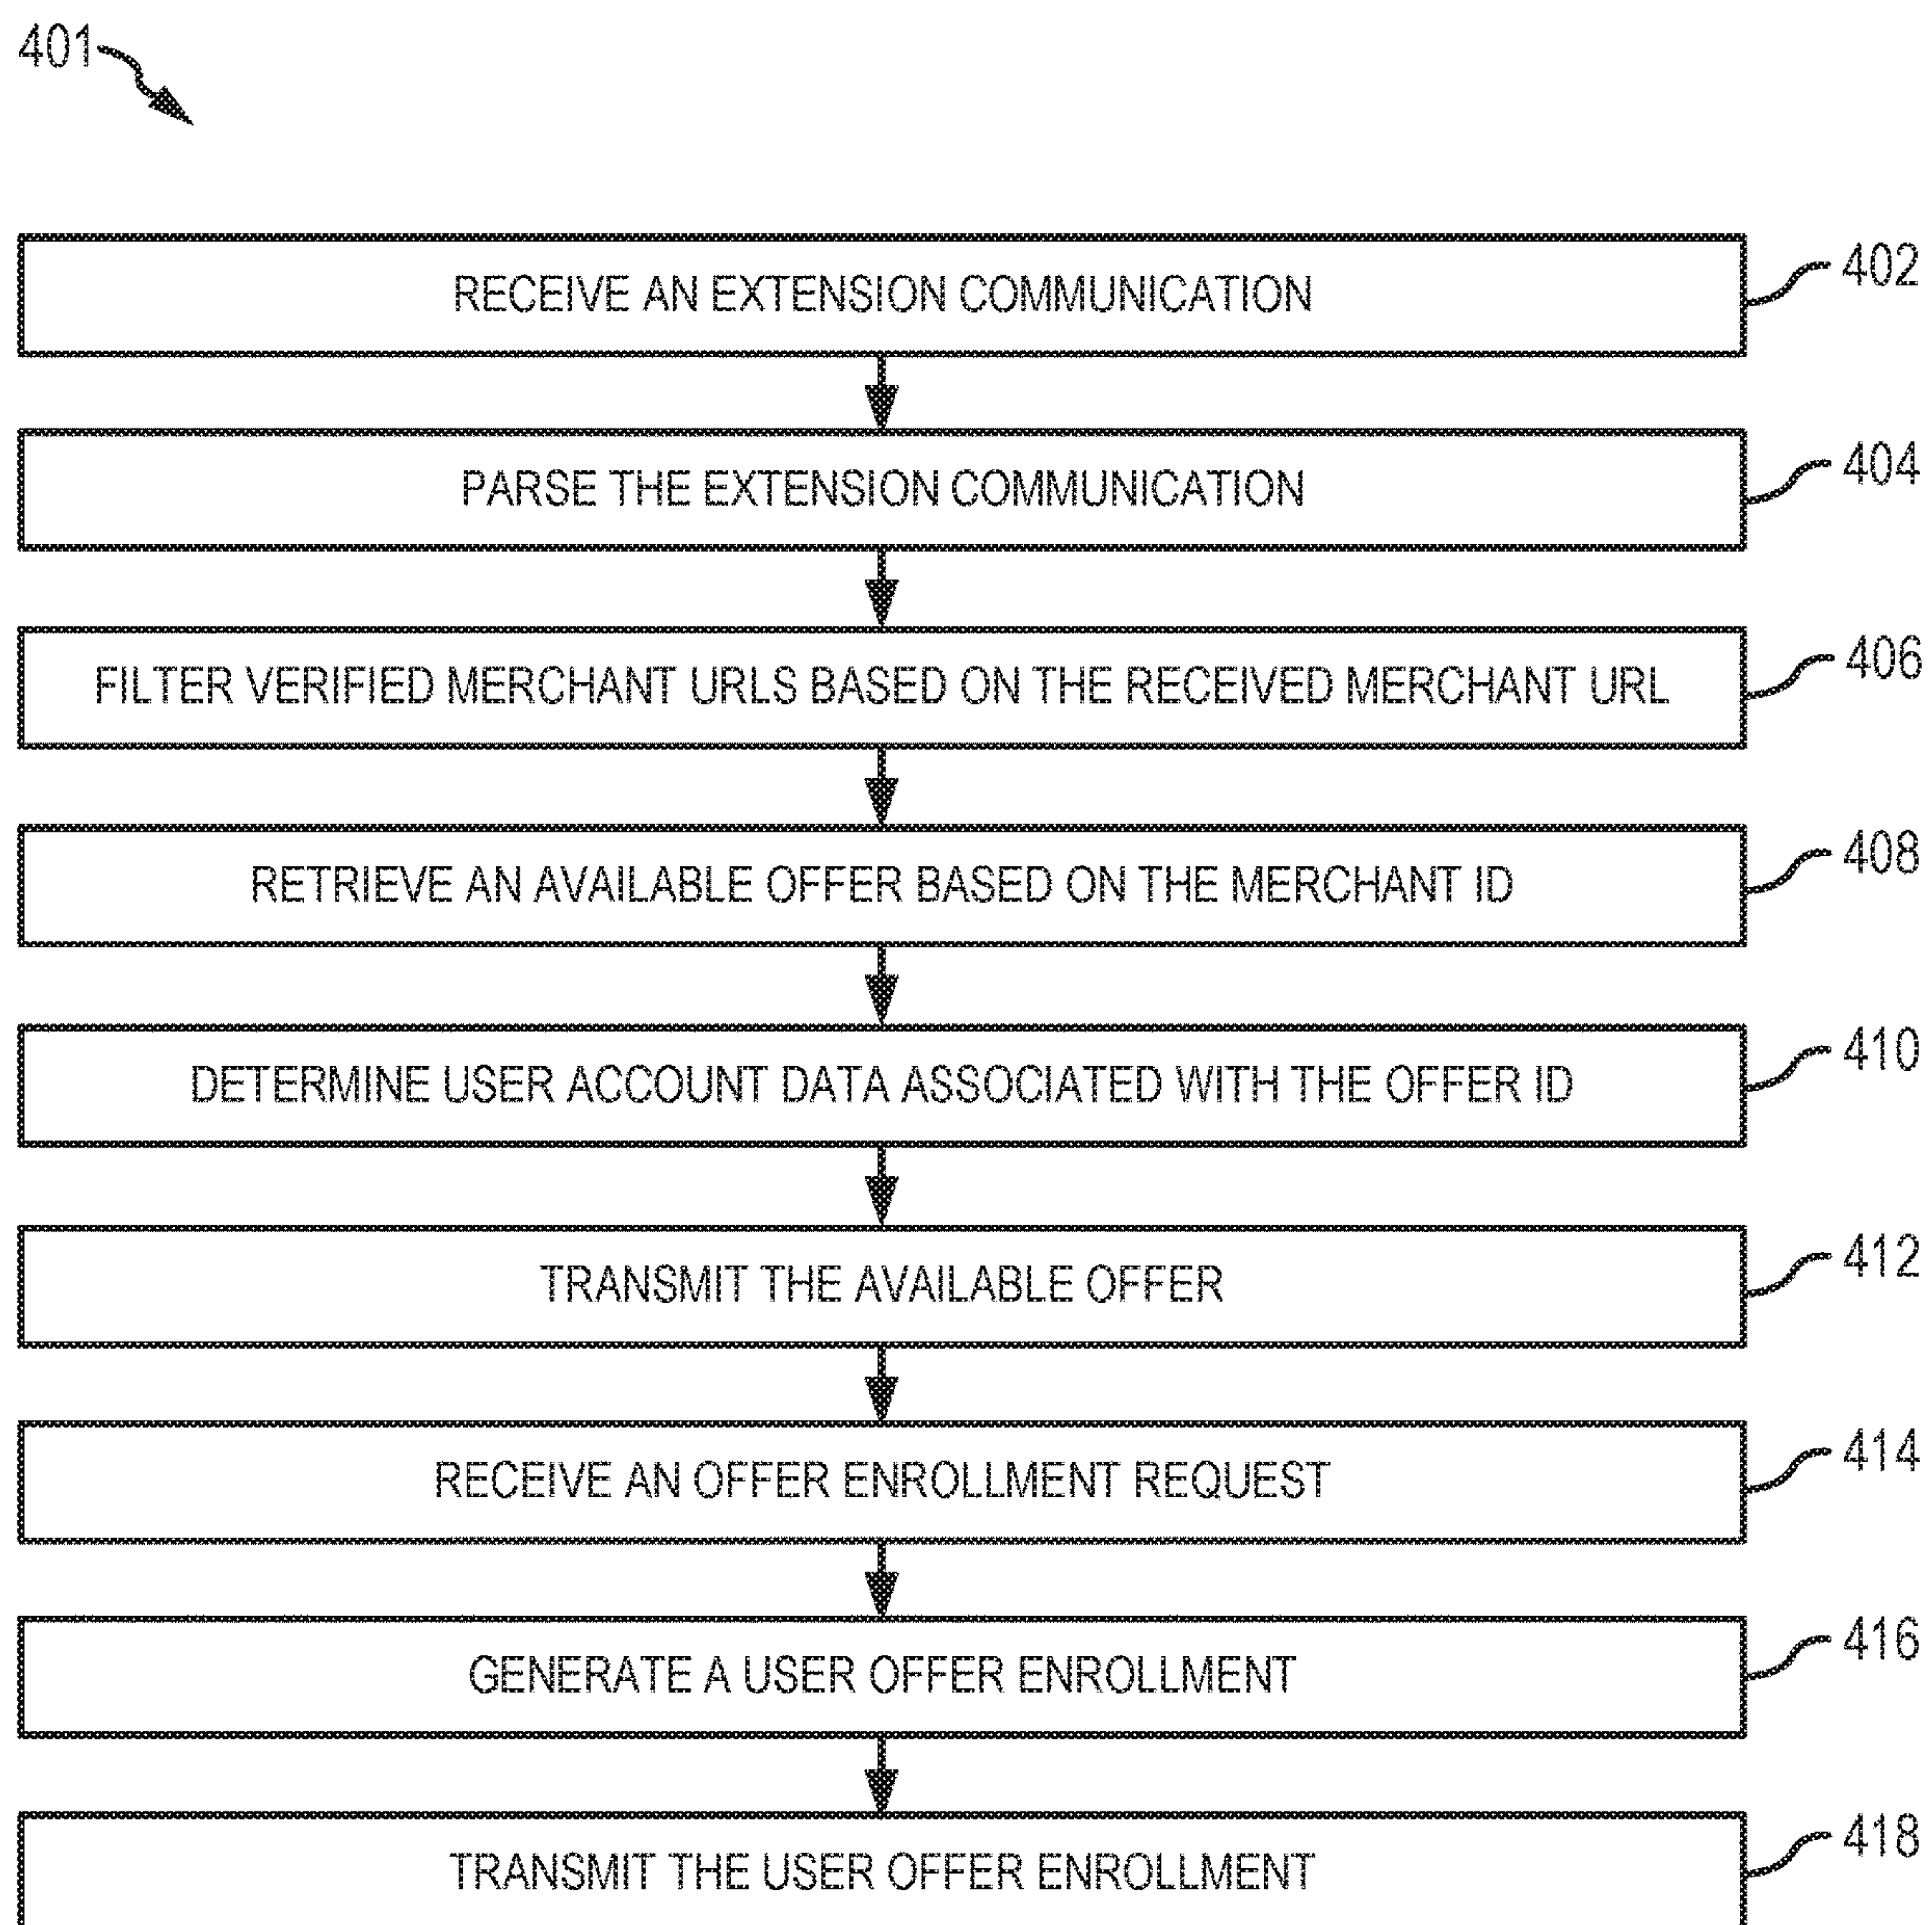 401
RECEIVE AN EXTENSION COMMUNICATION
402
PARSE THE EXTENSION COMMUNICATION
404
FILTER VERIFIED MERCHANT URLS BASED ON THE RECEIVED MERCHANT URL
406
RETRIEVE AN AVAILABLE OFFER BASED ON THE MERCHANT ID
408
DETERMINE USER ACCOUNT DATA ASSOCIATED WITH THE OFFER ID
410
TRANSMIT THE AVAILABLE OFFER
412
RECEIVE AN OFFER ENROLLMENT REQUEST
414
GENERATE A USER OFFER ENROLLMENT
416
TRANSMIT THE USER OFFER ENROLLMENT
418